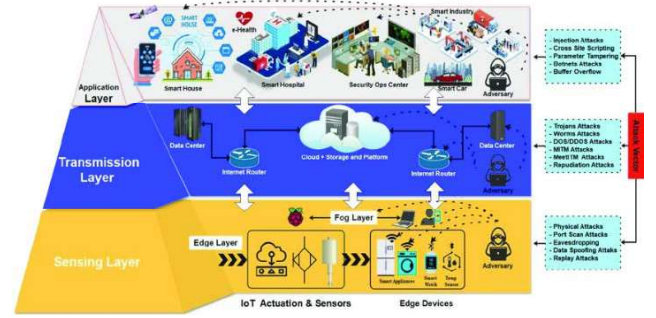 SMART
HOUSE
e-Health
Smart Industry
Application
Layer
Smart House
Smart Hospital
Security Ops Center
Smart Car
Adversary
- Injection Attacks
- Cross Site Scripting
- Parameter Tampering
- Botnets Attacks
- Buffer Overflow
Attack Vector
Transmission
Layer
Data Center
Internet Router
Cloud + Storage and Platform
Internet Router
Data Center
Adversary
- Trojans Attacks
- Worms Attacks
- DOS/DDOS Attacks
- MITM Attacks
- MeetITM Attacks
- Repudiation Attacks
Sensing Layer
Fog Layer
Edge Layer
Smart Appliances
Smart
Watch
Temp
Sensor
Adversary
IoT Actuation & Sensors
Edge Devices
- Physical Attacks
- Port Scan Attacks
- Eavesdropping
- Data Spoofing Attaks
- Replay Attacks